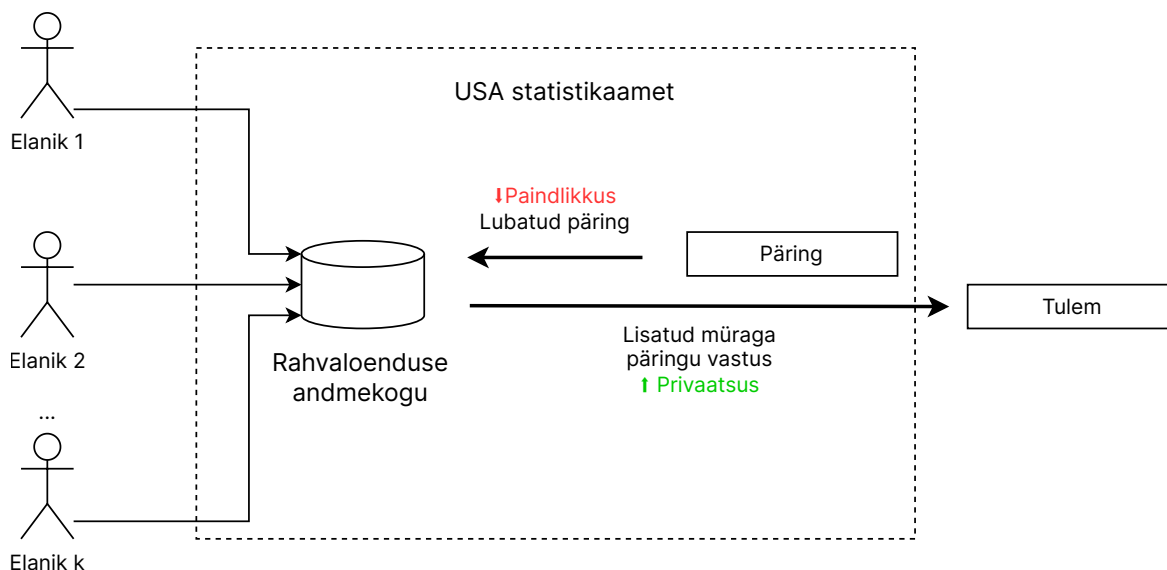 USA statistikaamet
Elanik 1
⬇Paindlikkus
Lubatud päring
Päring
Tulem
Elanik 2
Lisatud müraga
päringu vastus
⬆ Privaatsus
Rahvaloenduse
andmekogu
...
Elanik k